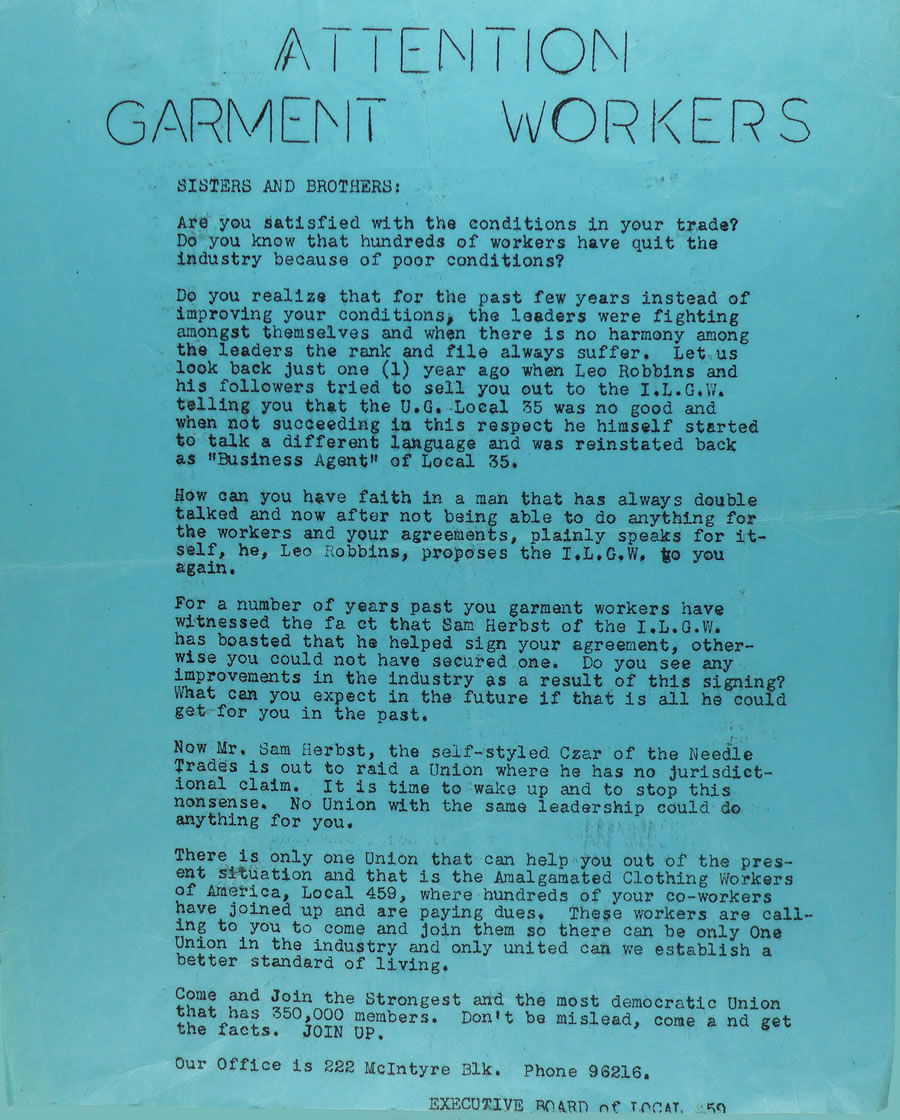 ATTENTION
GARMENT WORKERS
SISTERS AND BROTHERS:
Are you satisfied with the conditions in your trade?
Do you know that hundreds of workers have quit the
industry because of poor conditions?
Do you realize that for the past few years instead of
improving your conditions, the leaders were fighting
amongst themselves and when there is no harmony among
the leaders the rank and file always suffer. Let us
look back just one (1) year ago when Leo Robbins and
his followers tried to sell you out to the I.L.G.W.
telling you that the U.G. Local 35 was no good and
when not succeeding in this respect he himself started
to talk a different language and was reinstated back
as "Business Agent" of Local 35.
How can you have faith in a man that has always double
talked and now after not being able to do anything for
the workers and your agreements, plainly speaks for it-
self, he, Leo Robbins, proposes the I.L.G.W. to you
again.
For a number of years past you garment workers have
witnessed the fa ct that Sam Herbst of the I.L.G.W.
has boasted that he helped sign your agreement, other-
wise you could not have secured one. Do you see any
improvements in the industry as a result of this signing?
What can you expect in the future if that is all he could
get for you in the past.
Now Mr. Sam Herbst, the self-styled Czar of the Needle
Trades is out to raid a Union where he has no jurisdict-
ional claim. It is time to wake up and to stop this
nonsense. No Union with the same leadership could do
anything for you.
There is only one Union that can help you out of the pres-
ent situation and that is the Amalgamated Clothing Workers
of America, Local 459, where hundreds of your co-workers
have joined up and are paying dues. These workers are call-
ing to you to come and join them so there can be only One
Union in the industry and only united can we establish a
better standard of living.
Come and Join the Strongest and the most democratic Union
that has 350,000 members. Don't be mislead, come a nd get
the facts. JOIN UP.
Our Office is 222 McIntyre Blk. Phone 96216.
EXECUTIVE BOARD of LOCAL 459